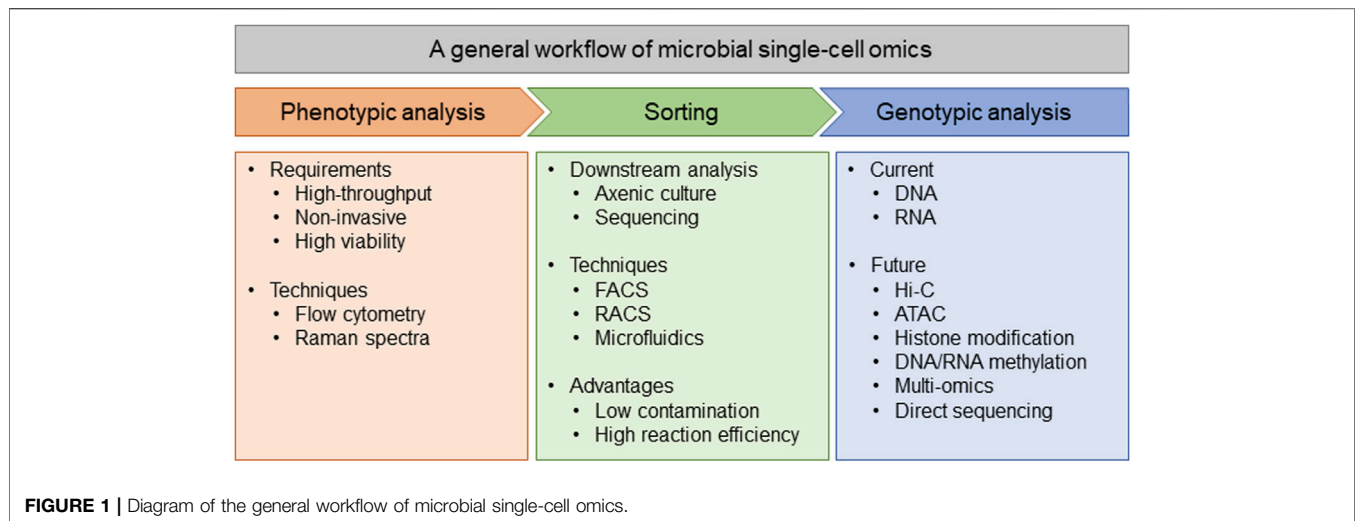 A general workflow of microbial single-cell omics
Phenotypic analysis
Sorting
Genotypic analysis
• Requirements
• High-throughput
• Non-invasive
• High viability
• Techniques
• Flow cytometry
• Raman spectra
• Downstream analysis
• Axenic culture
• Sequencing
• Techniques
• FACS
• RACS
• Microfluidics
• Advantages
• Low contamination
• High reaction efficiency
• Current
• DNA
• RNA
• Future
• Hi-C
• ATAC
• Histone modification
• DNA/RNA methylation
• Multi-omics
• Direct sequencing
FIGURE 1 | Diagram of the general workflow of microbial single-cell omics.